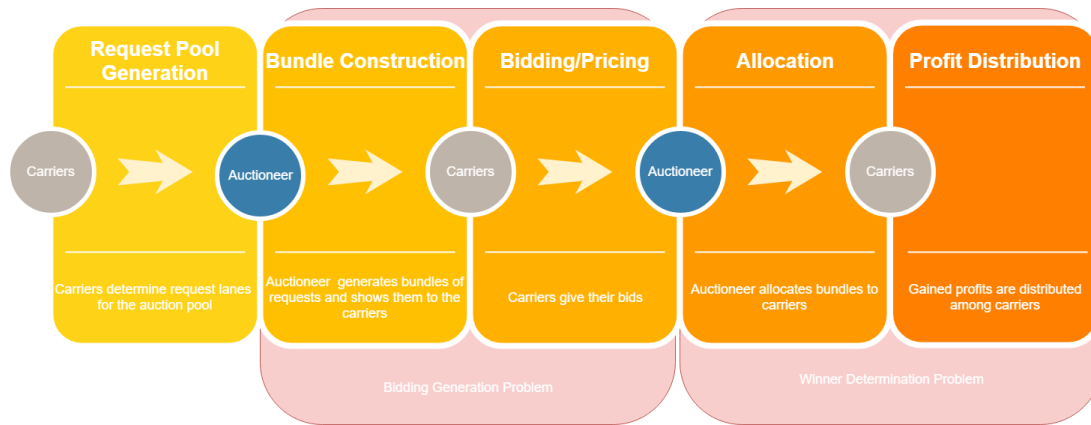 Request Pool
Generation
Bundle Construction
Bidding/Pricing
Allocation
Profit Distribution
Carriers
Auctioneer
Carriers
Auctioneer
Carriers
Carriers determine request lanes
for the auction pool
Auctioneer generates bundles of
requests and shows them to the
carriers
Carriers give their bids
Auctioneer allocates bundles to
carriers
Gained profits are distributed
among carriers
Bidding Generation Problem
Winner Determination Problem